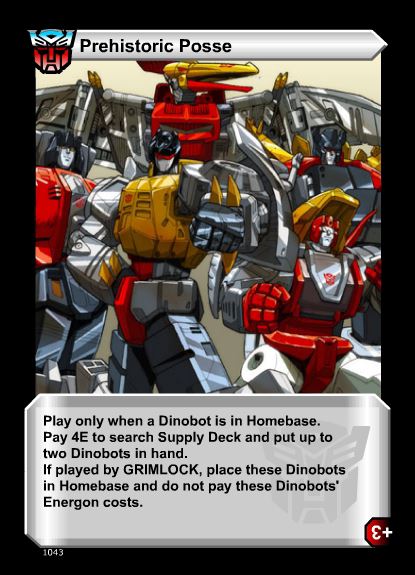 Prehistoric Posse
Play only when a Dinobot is in Homebase.
Pay 4E to search Supply Deck and put up to
two Dinobots in hand.
If played by GRIMLOCK, place these Dinobots
in Homebase and do not pay these Dinobots'
Energon costs.
+3
1043